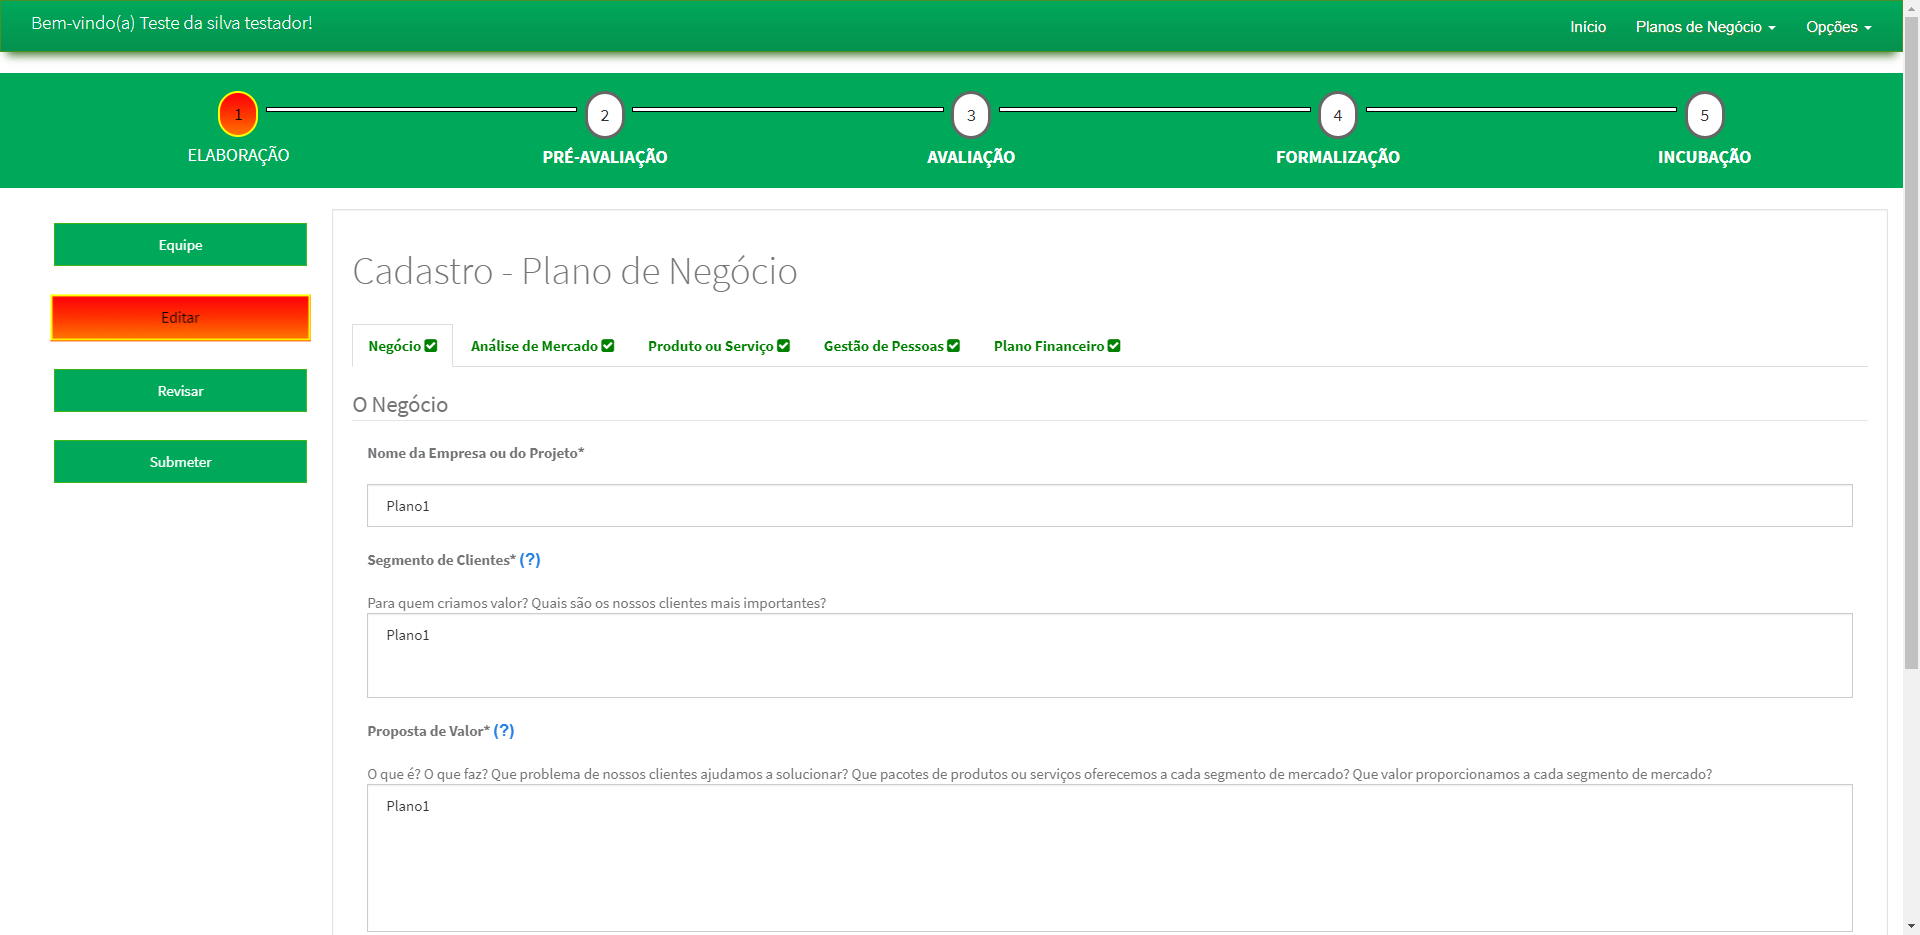 Bem-vindo(a) Teste da silva testador!
Início Planos de Negócio Opções
1 2 3 4 5
ELABORAÇÃO PRÉ-AVALIAÇÃO AVALIAÇÃO FORMALIZAÇÃO INCUBAÇÃO
Equipe
Editar
Revisar
Submeter
Cadastro - Plano de Negócio
Negócio Análise de Mercado Produto ou Serviço Gestão de Pessoas Plano Financeiro
O Negócio
Nome da Empresa ou do Projeto*
Plano1
Segmento de Clientes* (?)
Para quem criamos valor? Quais são os nossos clientes mais importantes?
Plano1
Proposta de Valor* (?)
O que é? O que faz? Que problema de nossos clientes ajudamos a solucionar? Que pacotes de produtos ou serviços oferecemos a cada segmento de mercado? Que valor proporcionamos a cada segmento de mercado?
Plano1